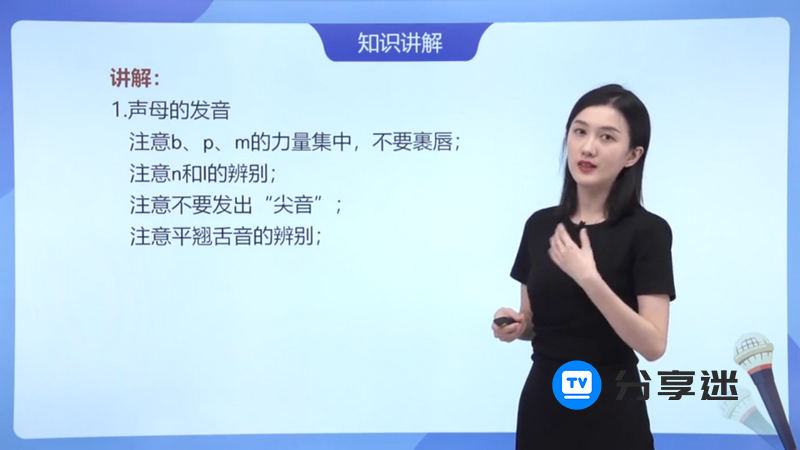 知识讲解
讲解：
1.声母的发音
注意b、p、m的力量集中，不要裹唇；
注意n和l的辨别；
注意不要发出“尖音”；
注意平翘舌音的辨别；
TV 分享迷